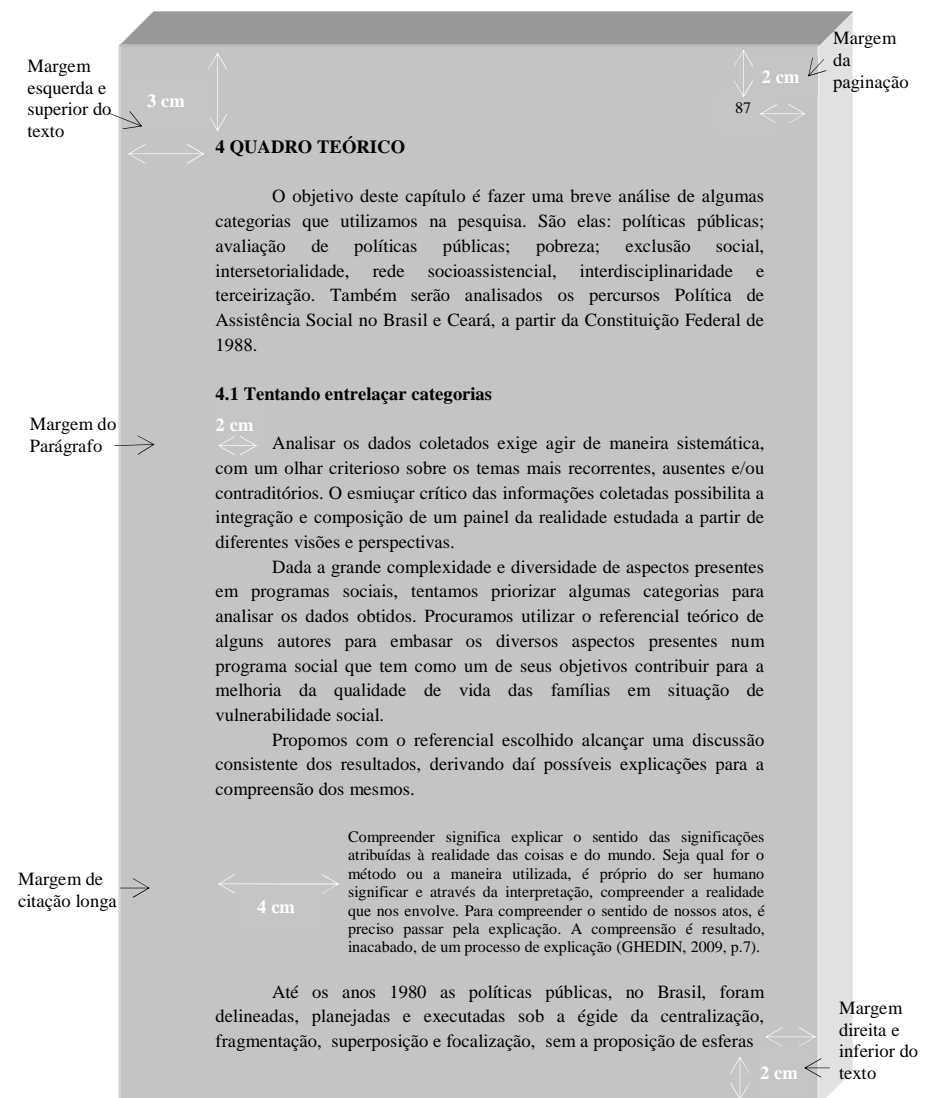 Margem
da
paginação
2 cm
87
Margem
esquerda e
superior do
texto
3 cm
4 QUADRO TEÓRICO
O objetivo deste capítulo é fazer uma breve análise de algumas
categorias que utilizamos na pesquisa. São elas: políticas públicas;
avaliação de políticas públicas; pobreza; exclusão social,
intersetorialidade, rede socioassistencial, interdisciplinaridade e
terceirização. Também serão analisados os percursos Política de
Assistência Social no Brasil e Ceará, a partir da Constituição Federal de
1988.
4.1 Tentando entrelaçar categorias
Margem do
Parágrafo
2 cm
Analisar os dados coletados exige agir de maneira sistemática,
com um olhar criterioso sobre os temas mais recorrentes, ausentes e/ou
contraditórios. O esmiuçar crítico das informações coletadas possibilita a
integração e composição de um painel da realidade estudada a partir de
diferentes visões e perspectivas.
Dada a grande complexidade e diversidade de aspectos presentes
em programas sociais, tentamos priorizar algumas categorias para
analisar os dados obtidos. Procuramos utilizar o referencial teórico de
alguns autores para embasar os diversos aspectos presentes num
programa social que tem como um de seus objetivos contribuir para a
melhoria da qualidade de vida das famílias em situação de
vulnerabilidade social.
Propomos com o referencial escolhido alcançar uma discussão
consistente dos resultados, derivando daí possíveis explicações para a
compreensão dos mesmos.
Margem de
citação longa
4 cm
Compreender significa explicar o sentido das significações
atribuídas à realidade das coisas e do mundo. Seja qual for o
método ou a maneira utilizada, é próprio do ser humano
significar e através da interpretação, compreender a realidade
que nos envolve. Para compreender o sentido de nossos atos, é
preciso passar pela explicação. A compreensão é resultado,
inacabado, de um processo de explicação (GHEDIN, 2009, p.7).
Até os anos 1980 as políticas públicas, no Brasil, foram
delineadas, planejadas e executadas sob a égide da centralização,
fragmentação, superposição e focalização, sem a proposição de esferas
Margem
direita e
inferior do
texto
2 cm